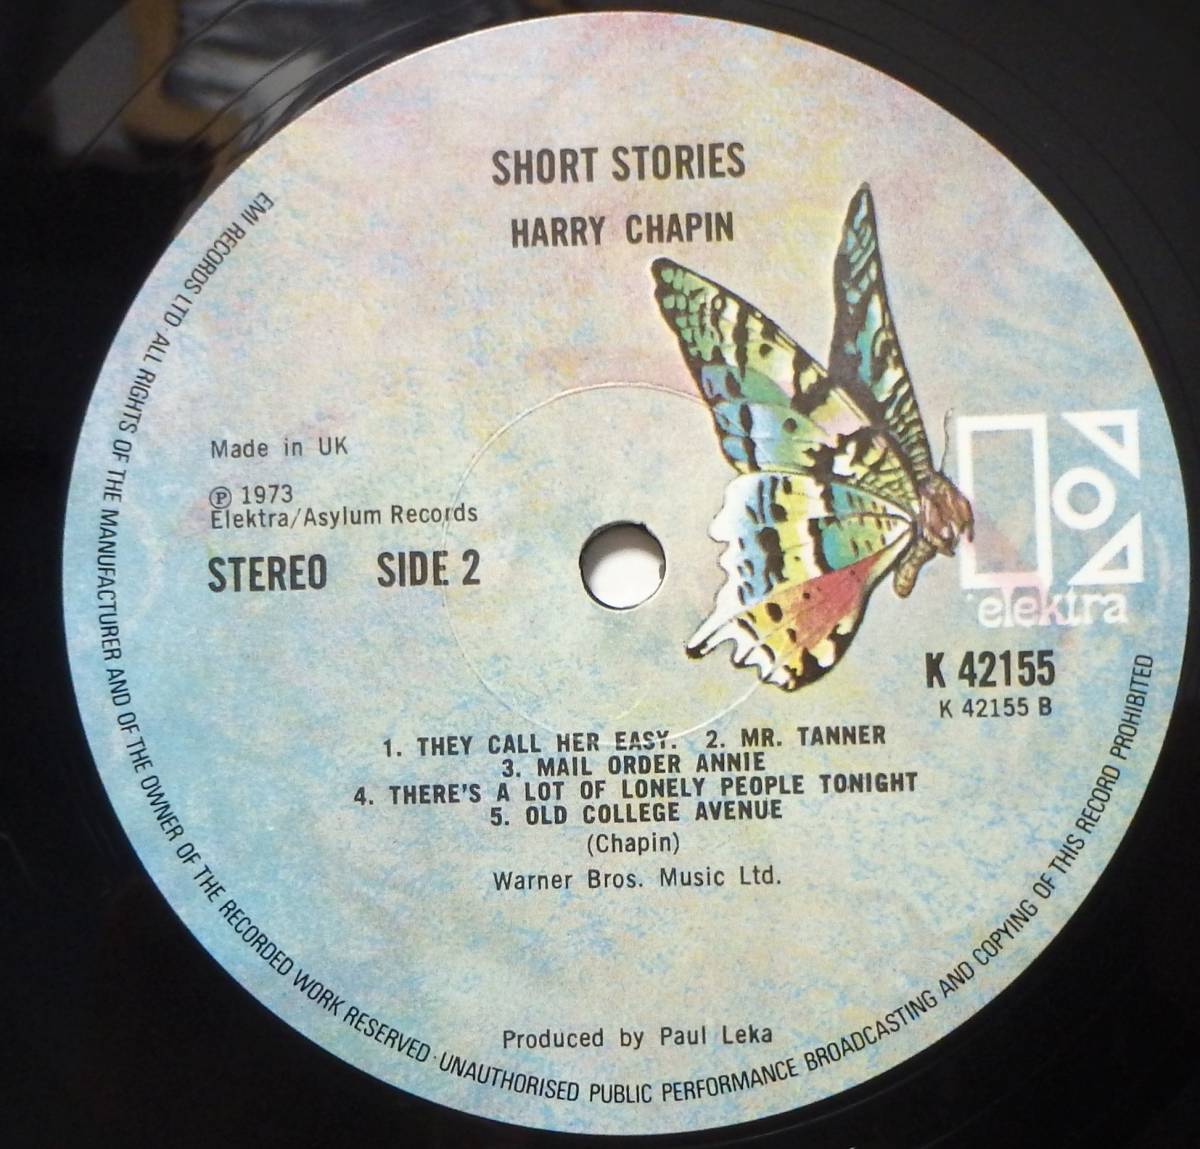 SHORT STORIES
HARRY CHAPIN
Made in UK
Ⓟ 1973
Elektra/Asylum Records
STEREO SIDE 2
elektra
K 42155
K 42155 B
1. THEY CALL HER EASY. 2. MR. TANNER
3. MAIL ORDER ANNIE
4. THERE'S A LOT OF LONELY PEOPLE TONIGHT
5. OLD COLLEGE AVENUE
(Chapin)
Warner Bros. Music Ltd.
Produced by Paul Leka
EMI RECORDS LTD · ALL RIGHTS OF THE MANUFACTURER AND OF THE OWNER OF THE RECORDED WORK RESERVED · UNAUTHORISED PUBLIC PERFORMANCE BROADCASTING AND COPYING OF THIS RECORD PROHIBITED